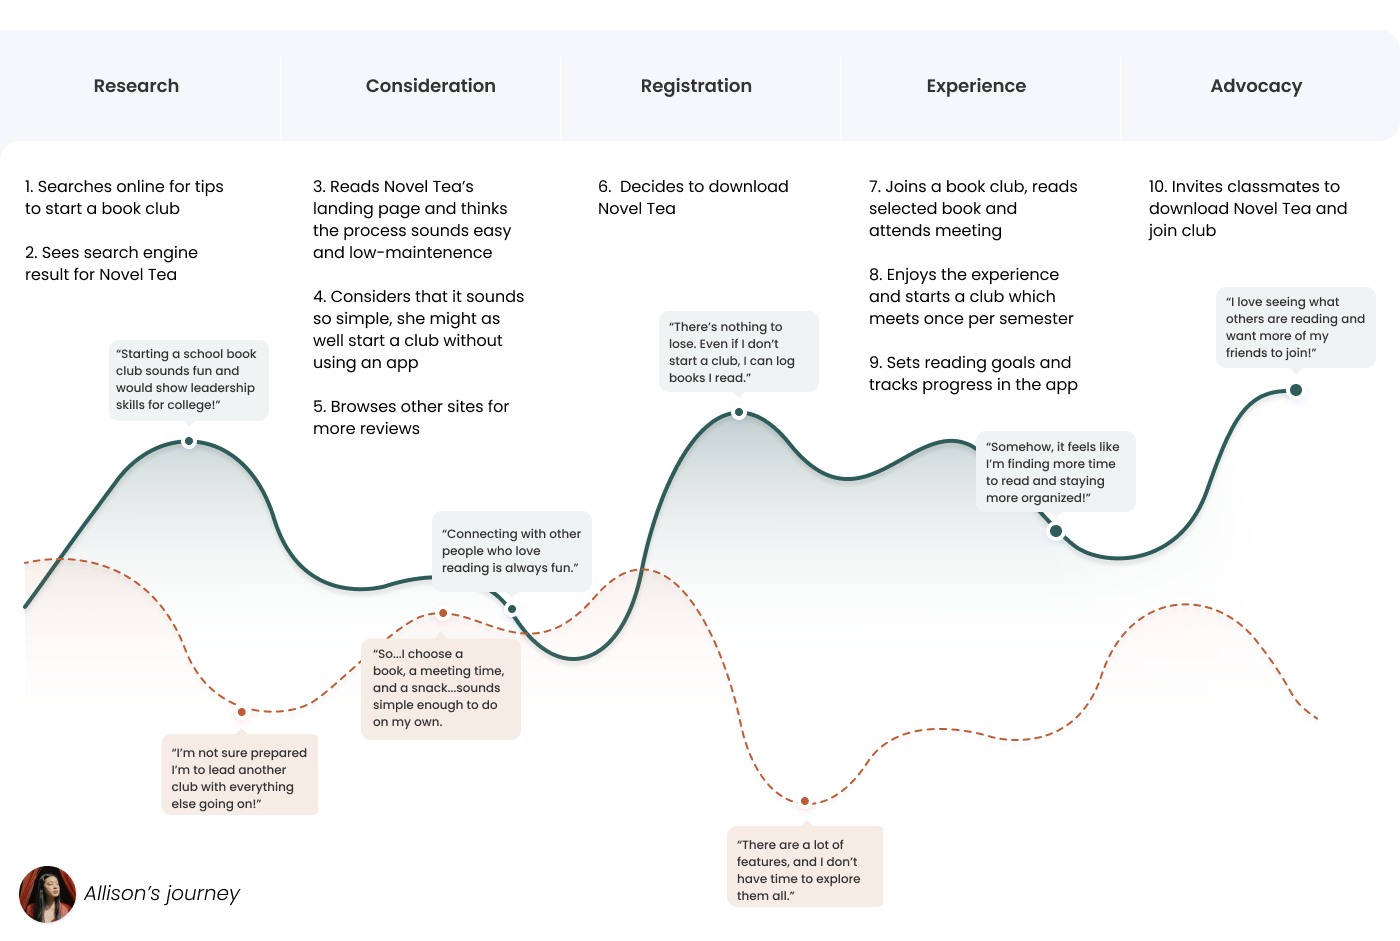 Research
Consideration
Registration
Experience
Advocacy
1. Searches online for tips
to start a book club
2. Sees search engine
result for Novel Tea
3. Reads Novel Tea’s
landing page and thinks
the process sounds easy
and low-maintenence
4. Considers that it sounds
so simple, she might as
well start a club without
using an app
5. Browses other sites for
more reviews
6.  Decides to download
Novel Tea
7. Joins a book club, reads
selected book and
attends meeting
8. Enjoys the experience
and starts a club which
meets once per semester
9. Sets reading goals and
tracks progress in the app
10. Invites classmates to
download Novel Tea and
join club
“Starting a school book
club sounds fun and
would show leadership
skills for college!”
“Connecting with other
people who love
reading is always fun.”
“There’s nothing to
lose. Even if I don’t
start a club, I can log
books I read.”
“Somehow, it feels like
I’m finding more time
to read and staying
more organized!”
“I love seeing what
others are reading and
want more of my
friends to join!”
“I’m not sure prepared
I’m to lead another
club with everything
else going on!”
“So...I choose a
book, a meeting time,
and a snack...sounds
simple enough to do
on my own.
“There are a lot of
features, and I don’t
have time to explore
them all.”
Allison’s journey